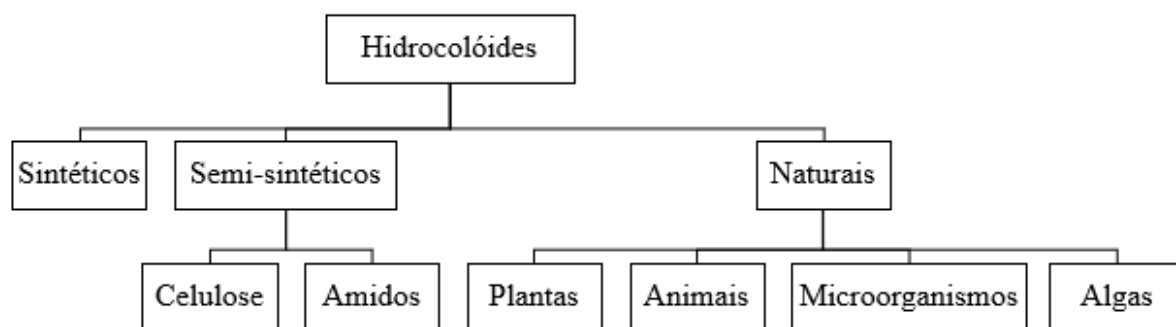 Hidrocolóides
Sintéticos
Semi-sintéticos
Naturais
Celulose
Amidos
Plantas
Animais
Microorganismos
Algas